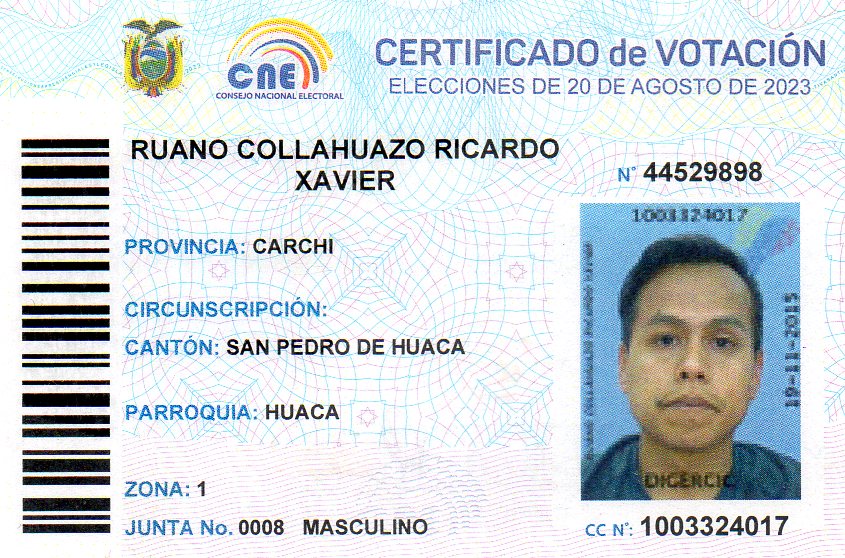 CERTIFICADO de VOTACIÓN
CNE
CONSEJO NACIONAL ELECTORAL
ELECCIONES DE 20 DE AGOSTO DE 2023
RUANO COLLAHUAZO RICARDO
XAVIER
N° 44529898
1003324017
PROVINCIA: CARCHI
CIRCUNSCRIPCIÓN:
CANTÓN: SAN PEDRO DE HUACA
19-11-2015
PARROQUIA: HUACA
DIGERCIC
ZONA: 1
JUNTA No. 0008 MASCULINO
CC N°: 1003324017